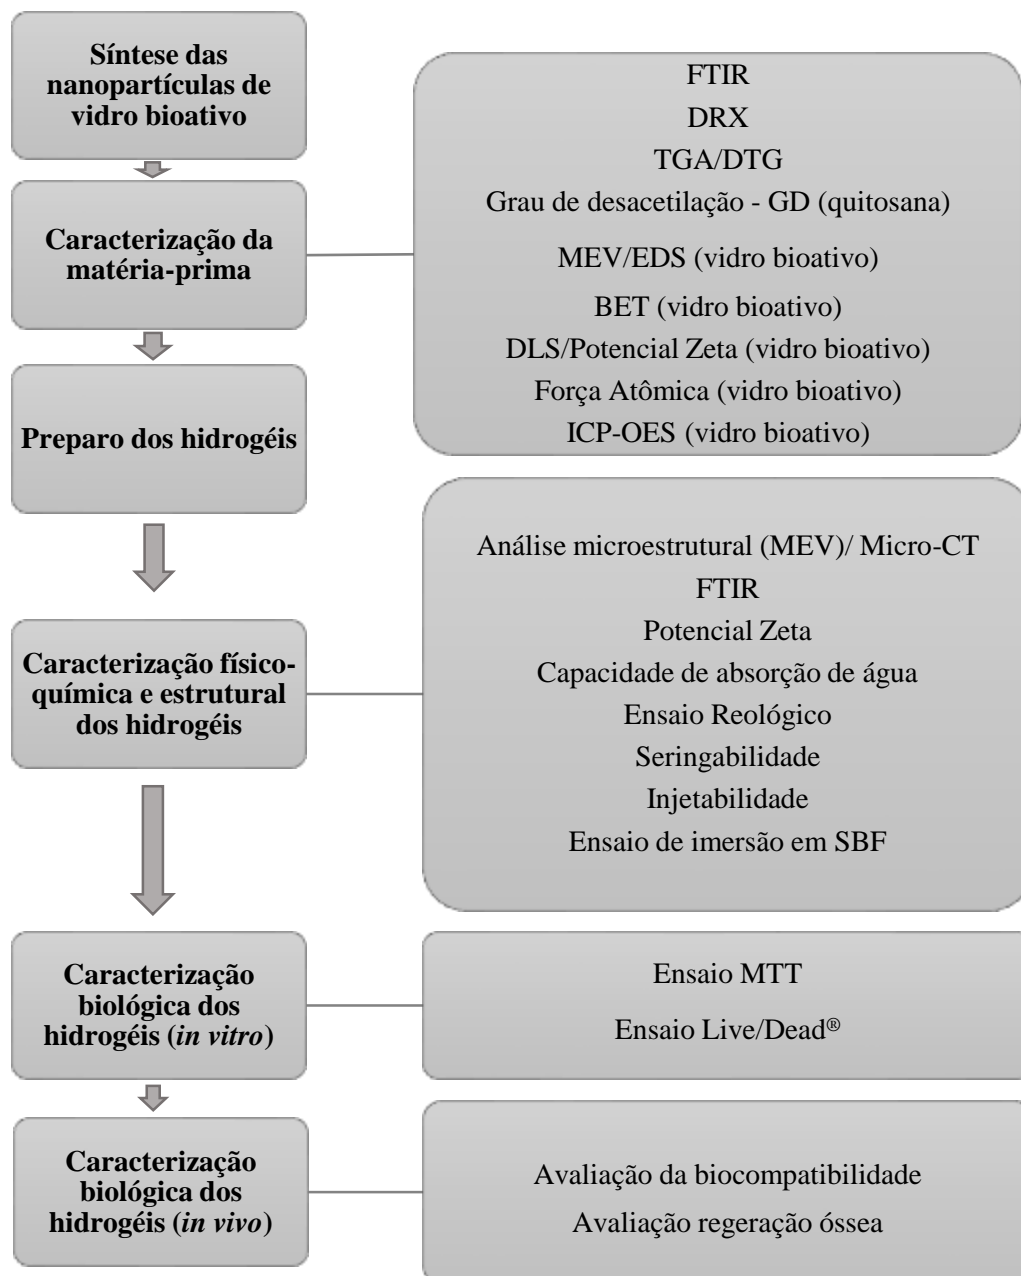 Síntese das
nanopartículas de
vidro bioativo
FTIR
DRX
TGA/DTG
Grau de desacetilação - GD (quitosana)
MEV/EDS (vidro bioativo)
BET (vidro bioativo)
DLS/Potencial Zeta (vidro bioativo)
Força Atômica (vidro bioativo)
ICP-OES (vidro bioativo)
Caracterização da
matéria-prima
Preparo dos hidrogéis
Análise microestrutural (MEV)/ Micro-CT
FTIR
Potencial Zeta
Capacidade de absorção de água
Ensaio Reológico
Seringabilidade
Injetabilidade
Ensaio de imersão em SBF
Caracterização físico-
química e estrutural
dos hidrogéis
Caracterização
biológica dos
hidrogéis (in vitro)
Ensaio MTT
Ensaio Live/Dead®
Caracterização
biológica dos
hidrogéis (in vivo)
Avaliação da biocompatibilidade
Avaliação regeração óssea